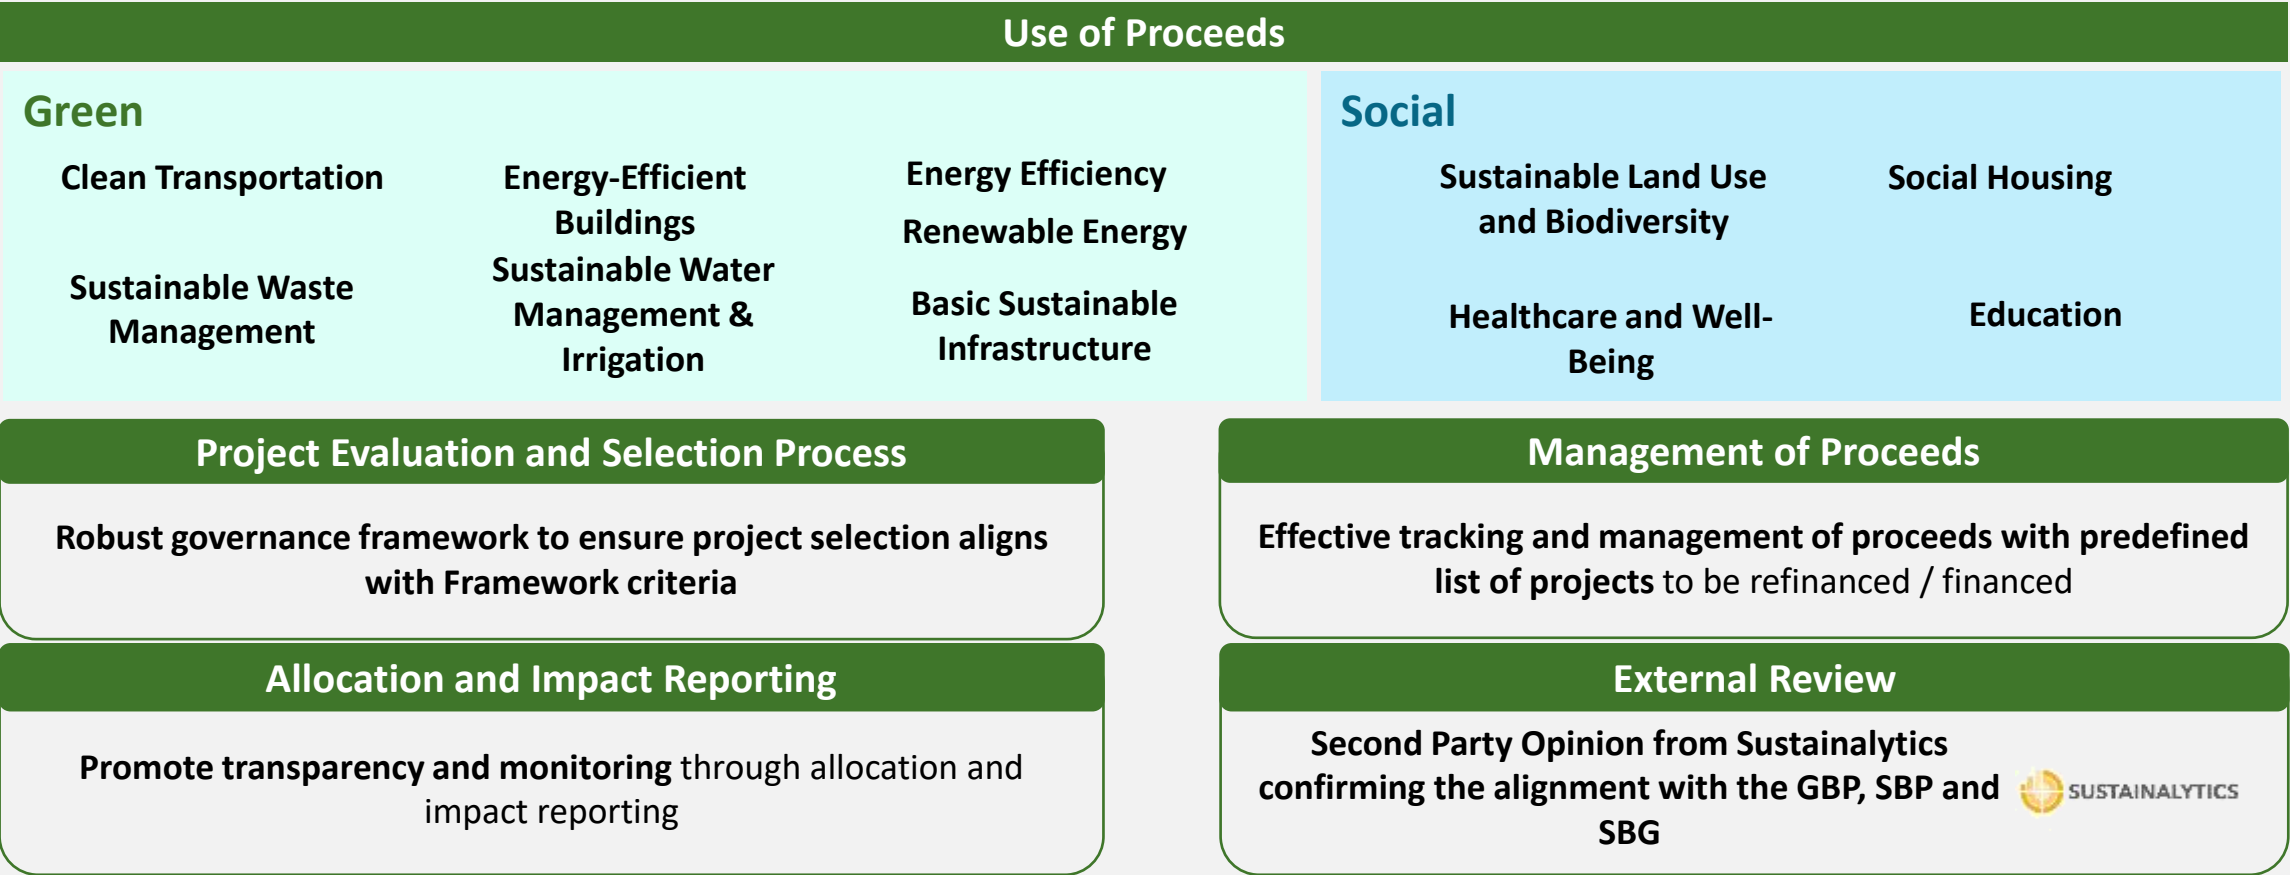 Use of Proceeds
Green
Clean Transportation
Energy-Efficient
Buildings
Energy Efficiency
Renewable Energy
Sustainable Waste
Management
Sustainable Water
Management &
Irrigation
Basic Sustainable
Infrastructure
Social
Sustainable Land Use
and Biodiversity
Social Housing
Healthcare and Well-
Being
Education
Project Evaluation and Selection Process
Robust governance framework to ensure project selection aligns
with Framework criteria
Management of Proceeds
Effective tracking and management of proceeds with predefined
list of projects to be refinanced / financed
Allocation and Impact Reporting
Promote transparency and monitoring through allocation and
impact reporting
External Review
Second Party Opinion from Sustainalytics
confirming the alignment with the GBP, SBP and
SBG
SUSTAINALYTICS